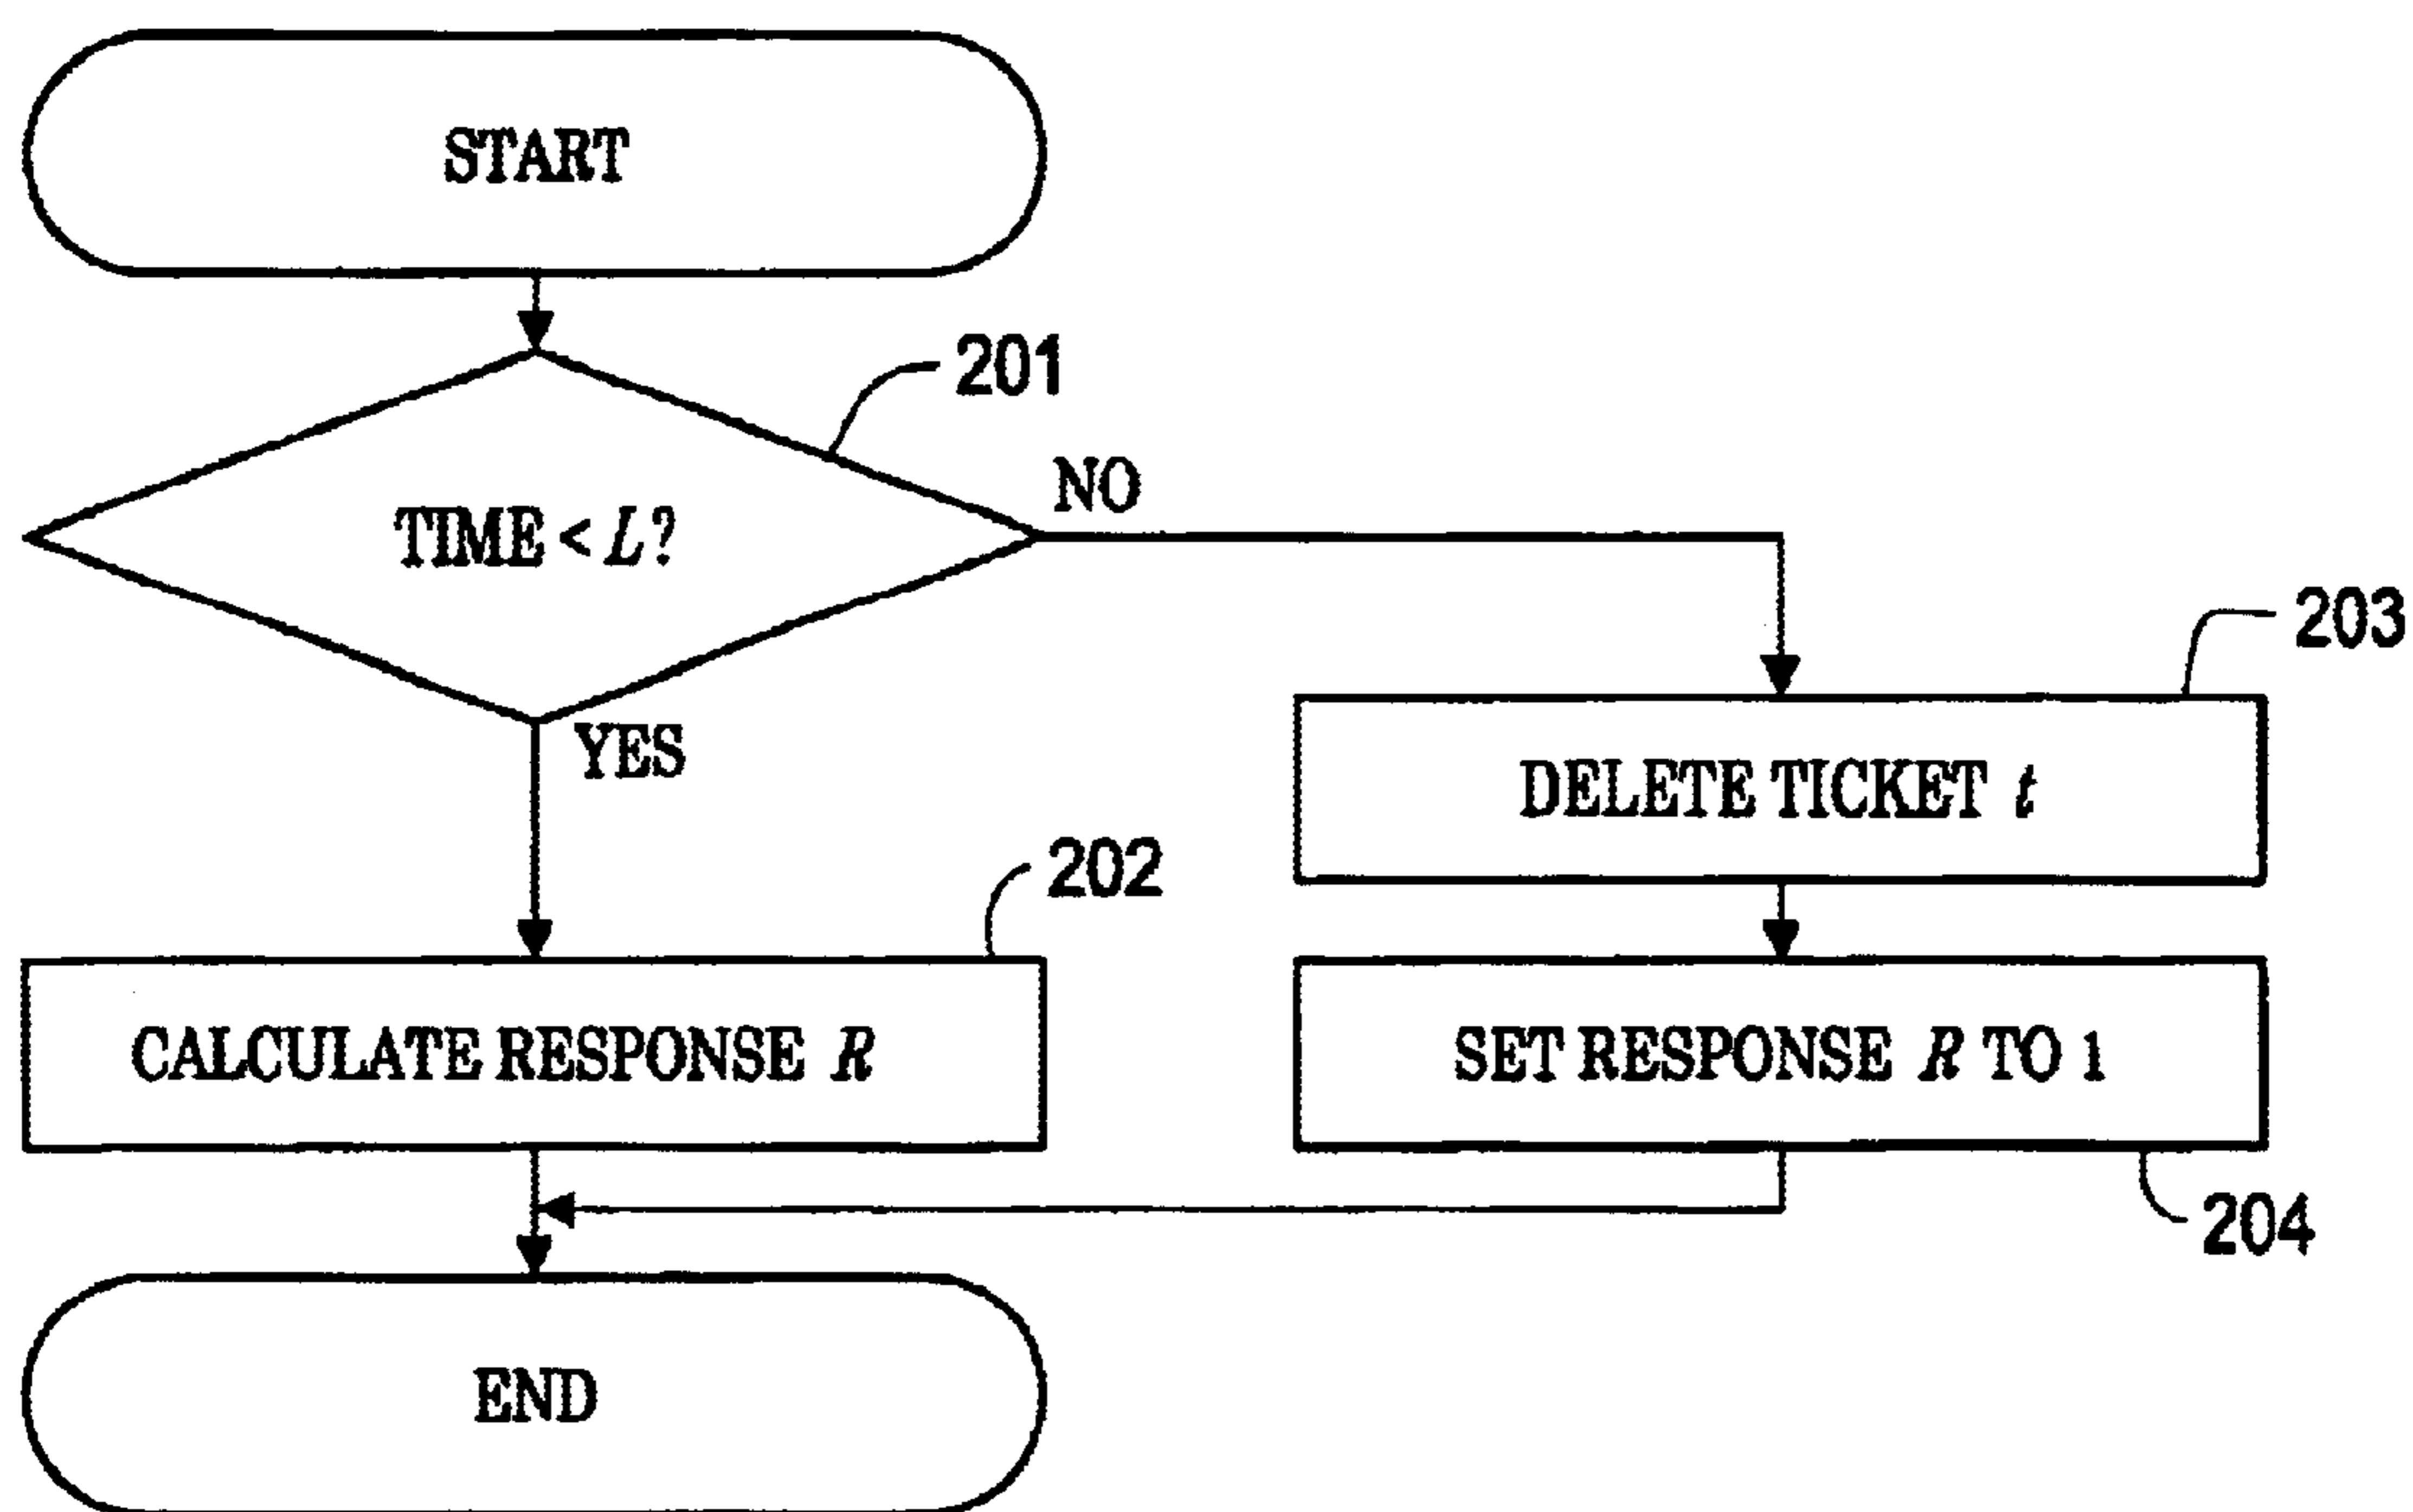 START
201
TIME < L?
NO
YES
203
DELETE TICKET t
202
CALCULATE RESPONSE R
SET RESPONSE R TO 1
204
END